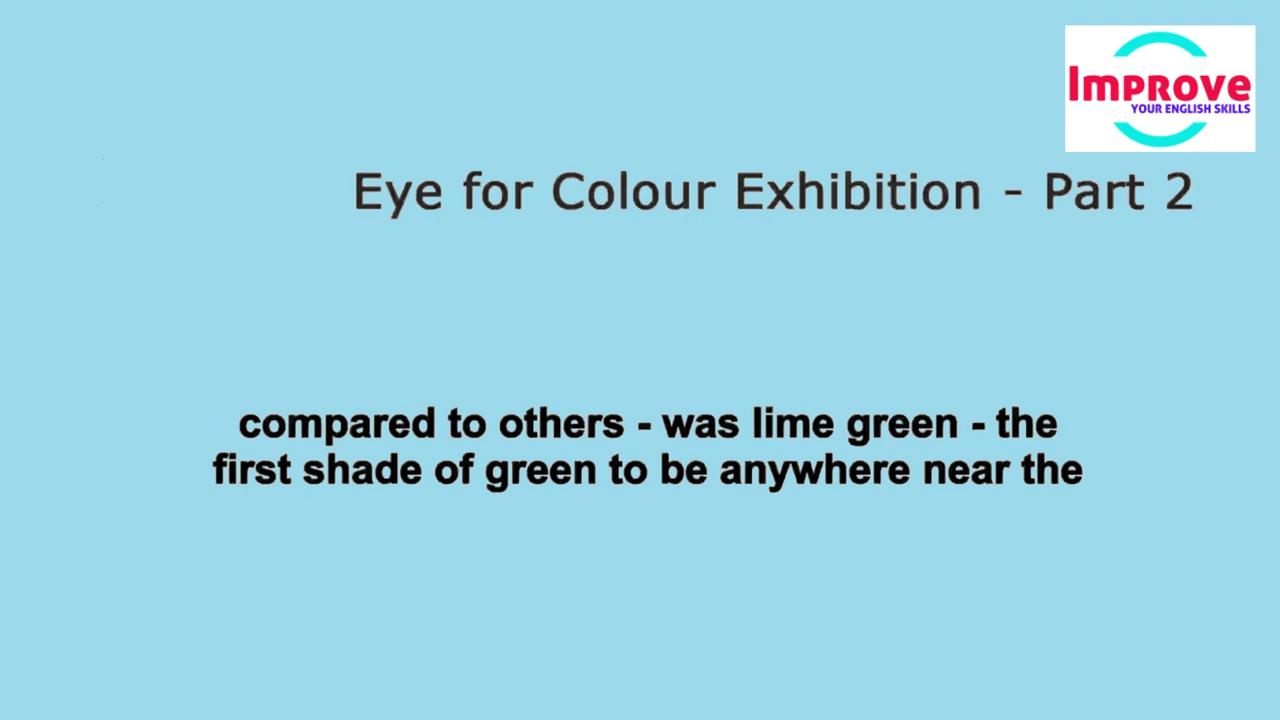 Improve
YOUR ENGLISH SKILLS
Eye for Colour Exhibition - Part 2
compared to others - was lime green - the
first shade of green to be anywhere near the